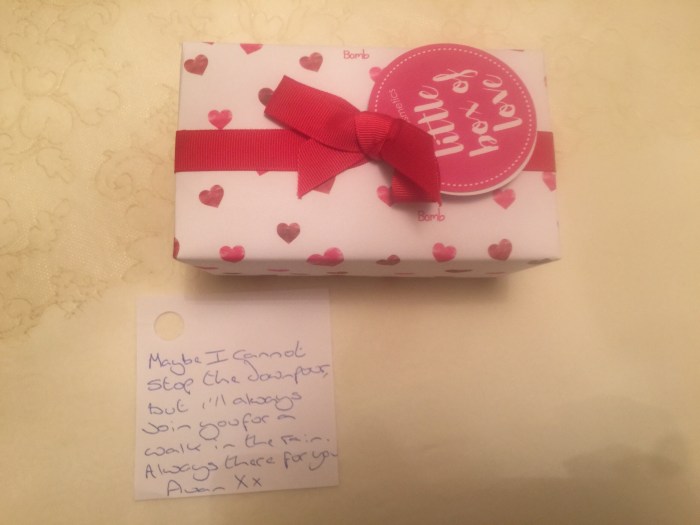 Bomb
little
box of
love
Bomb
Maybe I cannot
stop the downpour,
but i'll always
Join you for a
walk in the rain.
Always there for you
xx